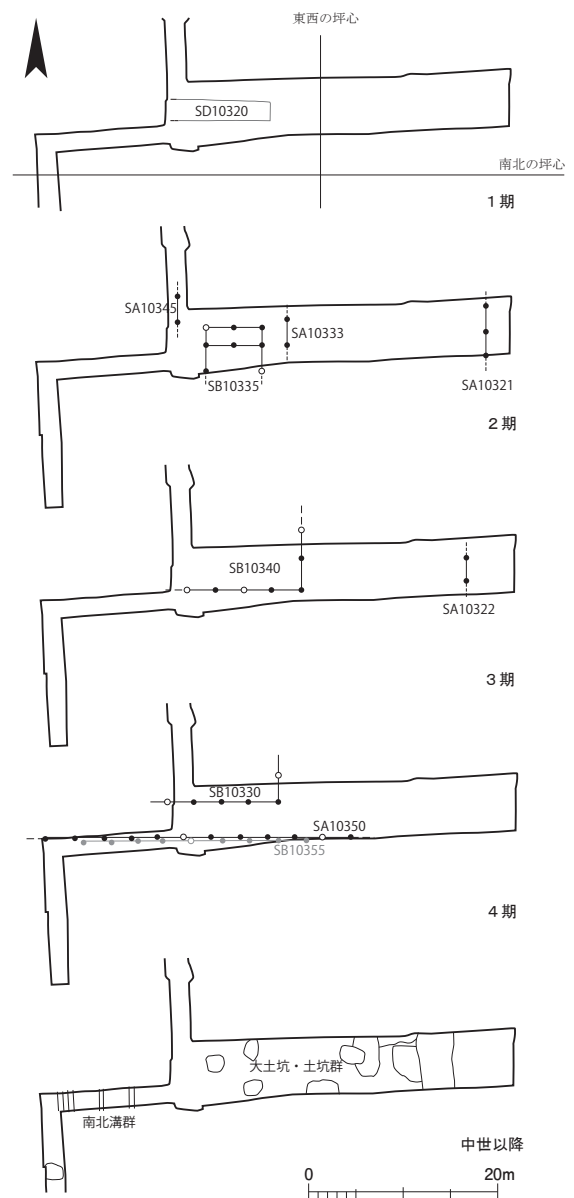 東西の坪心
SD10320
南北の坪心
1期
SA10345
SA10333
SB10335
SA10321
2期
SB10340
SA10322
3期
SB10330
SA10350
SB10355
4期
大土坑・土坑群
南北溝群
中世以降
0 20m